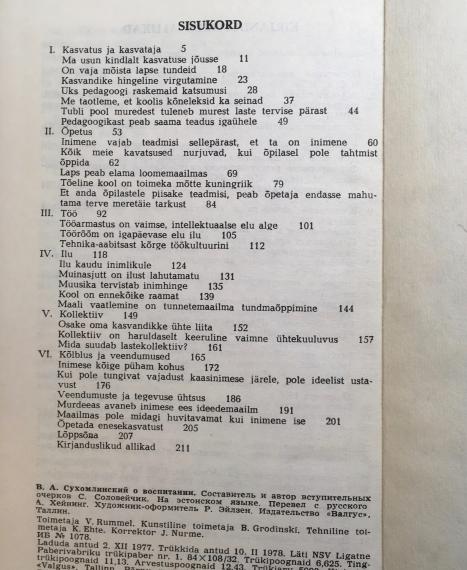 SISUKORD
I. Kasvatus ja kasvataja 5
Ma usun kindlalt kasvatuse jõusse 11
On vaja mõista lapse tundeid 18
Kasvandike hingeline virgutamine 23
Üks pedagoogi raskemaid katsumusi 28
Me taotleme, et koolis kõneleksid ka seinad 37
Tubli pool muredest tuleneb murest laste tervise pärast 44
Pedagoogikast peab saama teadus igaühele 49
II. Õpetus 53
Inimene vajab teadmisi sellepärast, et ta on inimene 60
Kõik meie kavatsused nurjuvad, kui õpilasel pole tahtmist
õppida 62
Laps peab elama loomemaailmas 69
Tõeline kool on toimeka mõtte kuningriik 79
Et anda õpilastele piisake teadmisi, peab õpetaja endasse mahu-
tama terve meretäie tarkust 84
III. Töö 92
Tööarmastus on vaimse, intellektuaalse elu alge 101
Töörõõm on igapäevase elu ilu 105
Tehnika-aabitsast kõrge töökultuurini 112
IV. Ilu 118
Ilu kaudu inimlikule 124
Muinasjutt on ilust lahutamatu 131
Muusika tervistab inimhinge 135
Kool on ennekõike raamat 139
Maali vaatlemine on tunnetemaailma tundmaõppimine 144
V. Kollektiiv 149
Osake oma kasvandikke ühte liita 152
Kollektiiv on haruldaselt keeruline vaimne ühtekuuluvus 157
Mida suudab lastekollektiiv? 161
VI. Kõlblus ja veendumused 165
Inimese kõige püham kohus 172
Kui pole tungivat vajadust kaasinimese järele, pole ideelist usta-
vust 176
Veendumuste ja tegevuse ühtsus 186
Murdeeas avaneb inimese ees ideedemaailm 191
Maailmas pole midagi huvitavamat kui inimene ise 201
Õpetada enesekasvatust 205
Lõppsõna 207
Kirjanduslikud allikad 211
В. А. Сухомлинский о воспитании. Составитель и автор вступительных
очерков С. Соловейчик. На эстонском языке. Перевел с русского
А. Хейнинг. Художник-оформитель Р. Эйлзен. Издательство «Валгус».
Таллин.
Toimetaja V. Rummel. Kunstiline toimetaja B. Grodinski. Tehniline toi-
metaja K. Ehte. Korrektor J. Nurme.
ИБ № 1078.
Laduda antud 2. XII 1977. Trükkida antud 10. II 1978. Läti NSV Ligatne
Paberivabriku trükipaber nr. 1. 84×108/32. Trükipoognaid 6,625. Ting-
trükipoognaid 11,13. Arvestuspoognaid 12,43.
«Valgus», Tallinn,